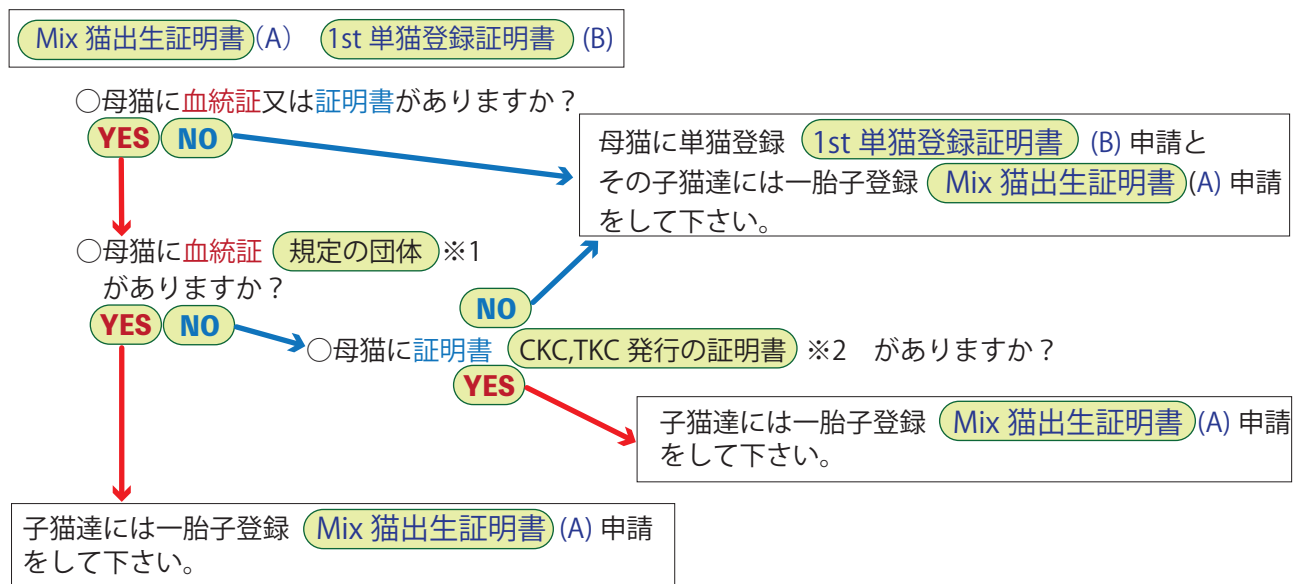 Mix 猫出生証明書(A) 1st 単猫登録証明書 (B)
○母猫に血統証又は証明書がありますか？
YES NO
母猫に単猫登録 1st 単猫登録証明書 (B) 申請と
その子猫達には一胎子登録 Mix 猫出生証明書 (A) 申請
をして下さい。
○母猫に血統証 規定の団体 ※1
がありますか？
YES NO
NO
○母猫に証明書 CKC,TKC 発行の証明書 ※2 がありますか？
YES
子猫達には一胎子登録 Mix 猫出生証明書 (A) 申請
をして下さい。
子猫達には一胎子登録 Mix 猫出生証明書 (A) 申請
をして下さい。